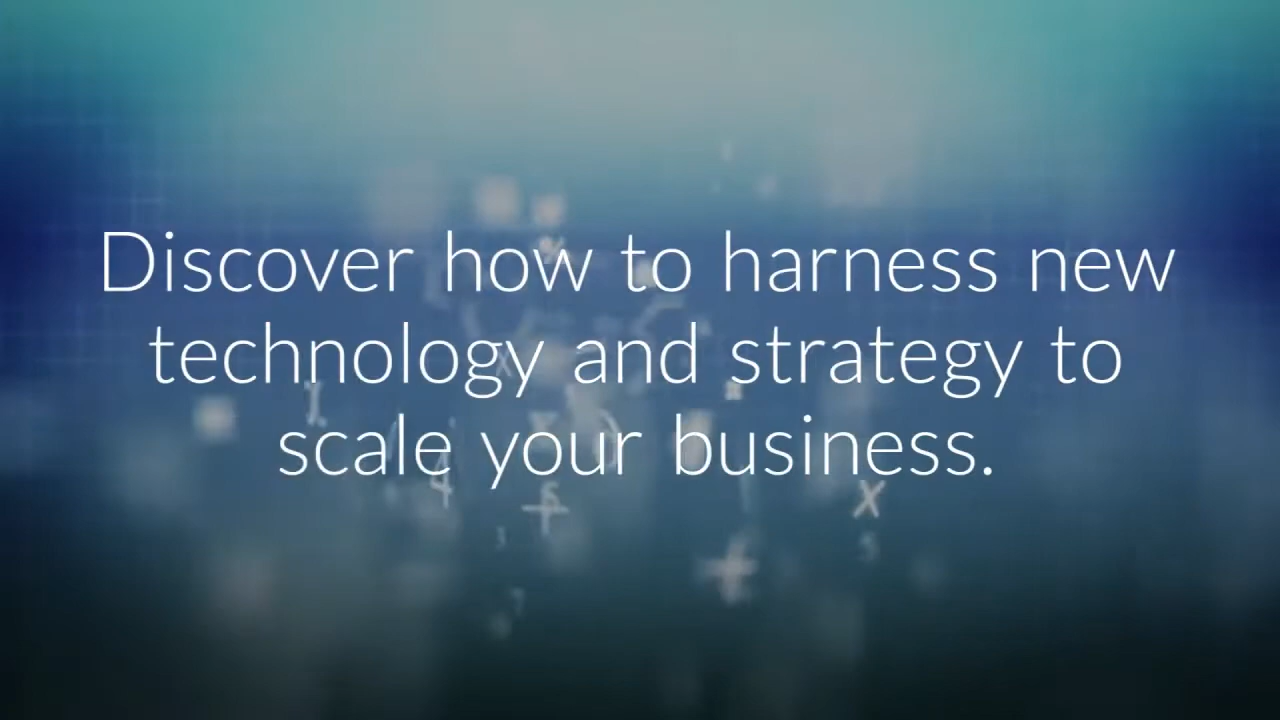 Discover how to harness new
technology and strategy to
scale your business.